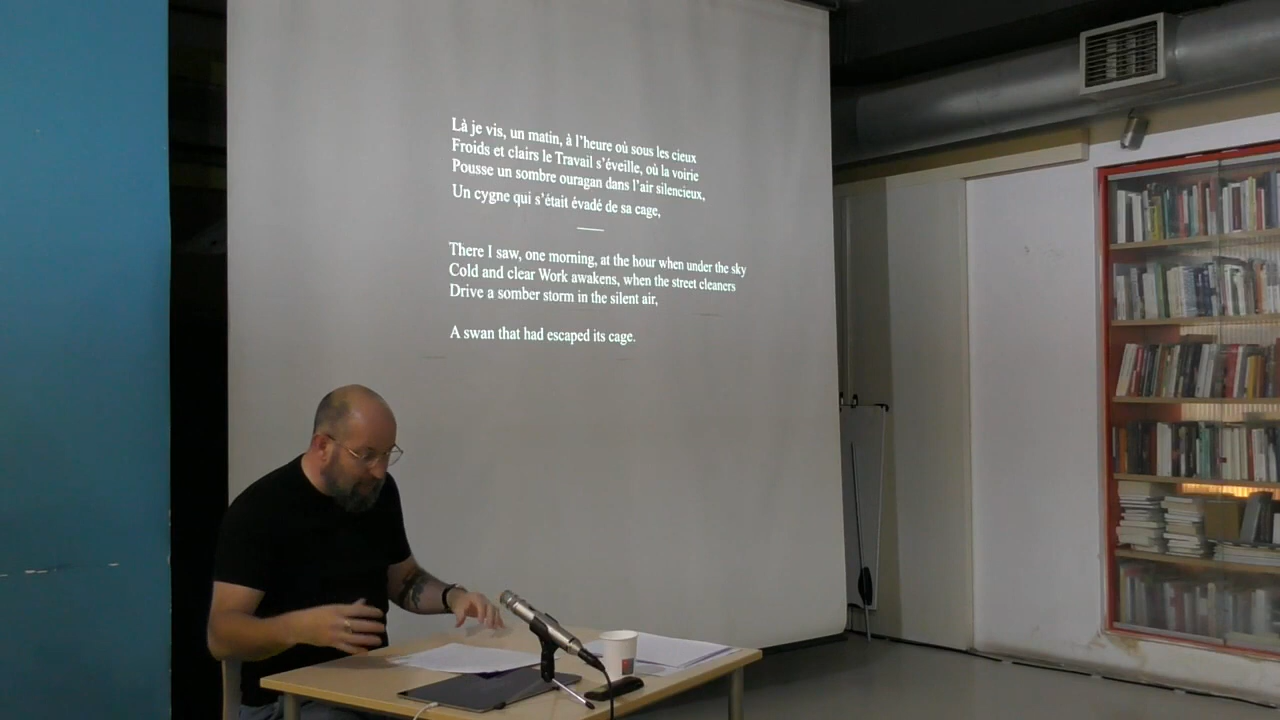 Là je vis, un matin, à l'heure où sous les cieux
Froids et clairs le Travail s'éveille, où la voirie
Pousse un sombre ouragan dans l'air silencieux,
Un cygne qui s'était évadé de sa cage,
There I saw, one morning, at the hour when under the sky
Cold and clear Work awakens, when the street cleaners
Drive a somber storm in the silent air,
A swan that had escaped its cage.